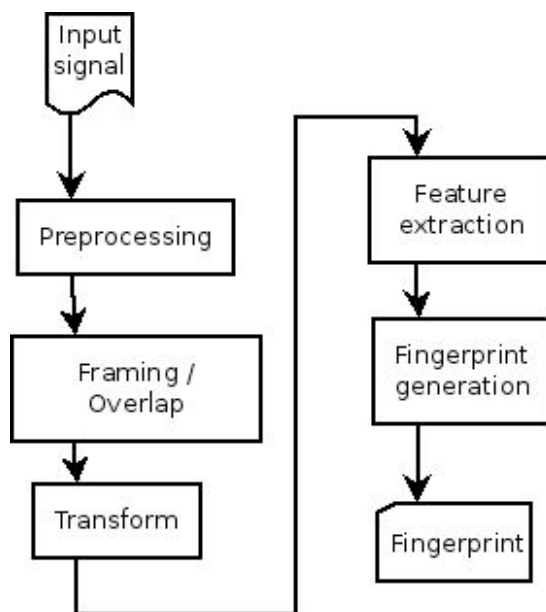 Input
signal
Preprocessing
Framing /
Overlap
Transform
Feature
extraction
Fingerprint
generation
Fingerprint